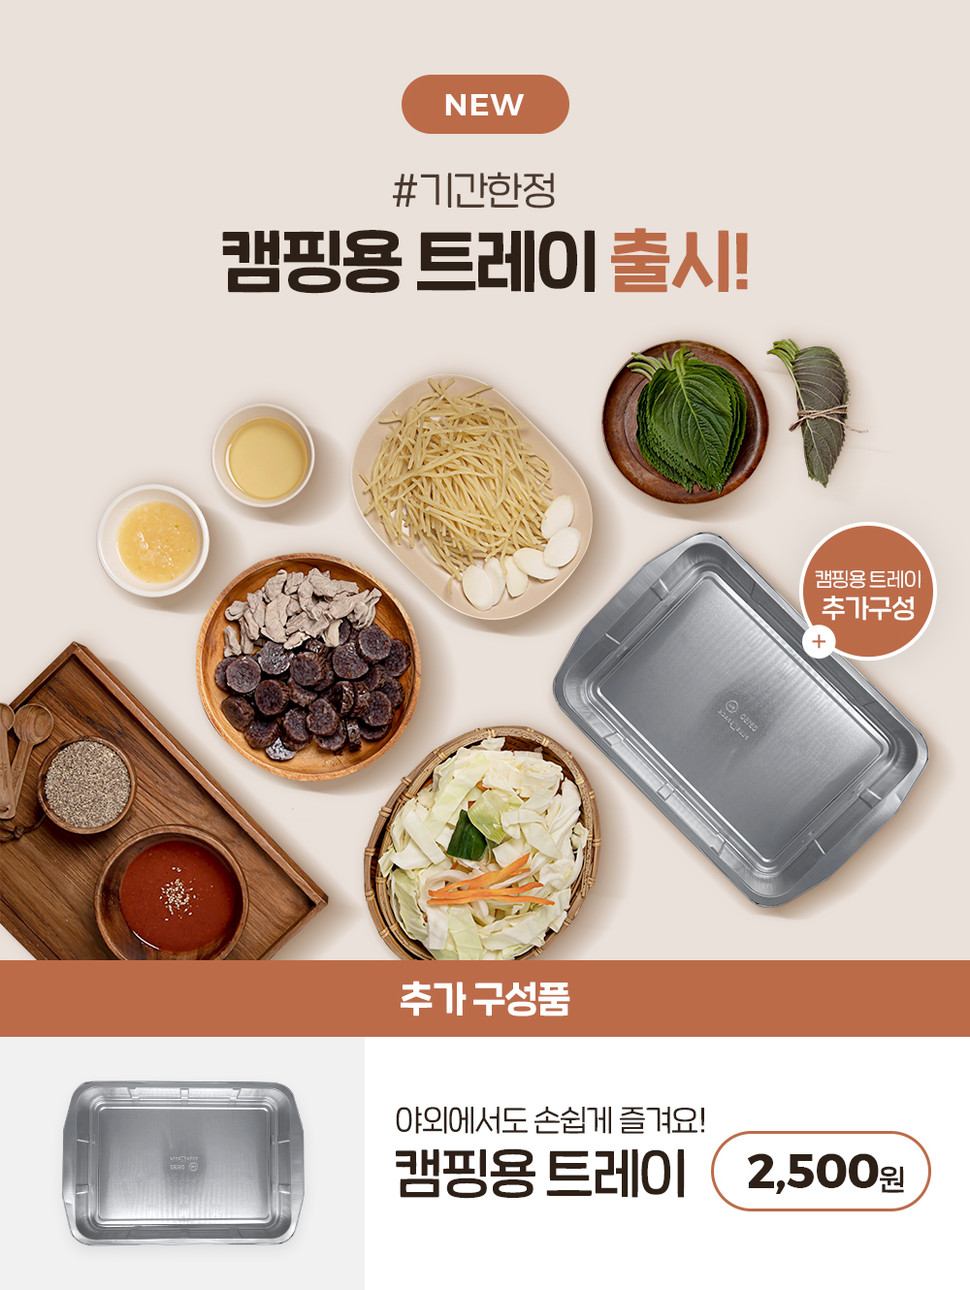 NEW
#기간한정
캠핑용 트레이 출시!
캠핑용 트레이
추가구성
+
추가 구성품
야외에서도 손쉽게 즐겨요!
캠핑용 트레이
2,500원